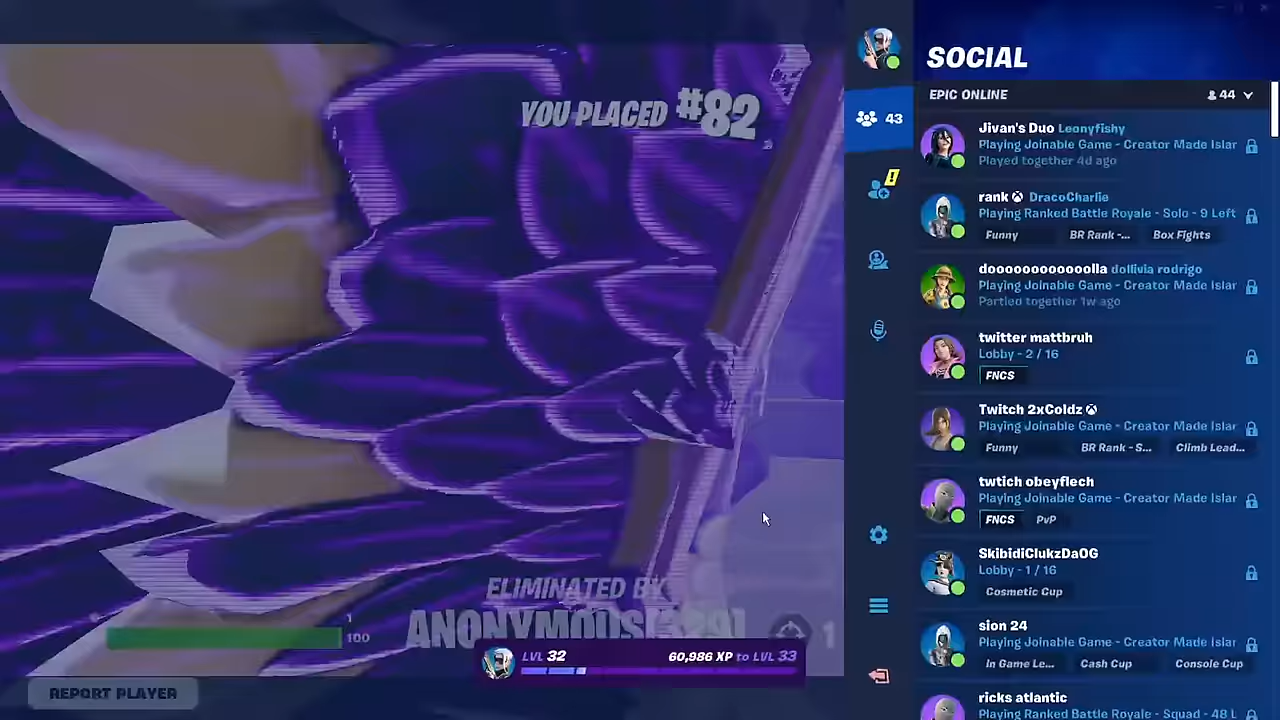 YOU PLACED #82
ELIMINATED BY
1
100
1
LVL 32
60,986 XP to LVL 33
REPORT PLAYER
43
SOCIAL
EPIC ONLINE
44
Jivan's Duo Leonyfishy
Playing Joinable Game - Creator Made Islar
Played together 4d ago
rank DracoCharlie
Playing Ranked Battle Royale - Solo - 9 Left
Funny BR Rank -... Box Fights
dooooooooooolla dollivia rodrigo
Playing Joinable Game - Creator Made Islar
Partied together 1w ago
twitter mattbruh
Lobby - 2 / 16
FNCS
Twitch 2xColdz
Playing Joinable Game - Creator Made Islar
Funny BR Rank - S... Climb Lead...
twtich obeyflech
Playing Joinable Game - Creator Made Islar
FNCS PvP
SkibidiClukzDaOG
Lobby - 1 / 16
Cosmetic Cup
sion 24
Playing Joinable Game - Creator Made Islar
In Game Le... Cash Cup Console Cup
ricks atlantic
Playing Ranked Battle Royale - Squad - 48 L